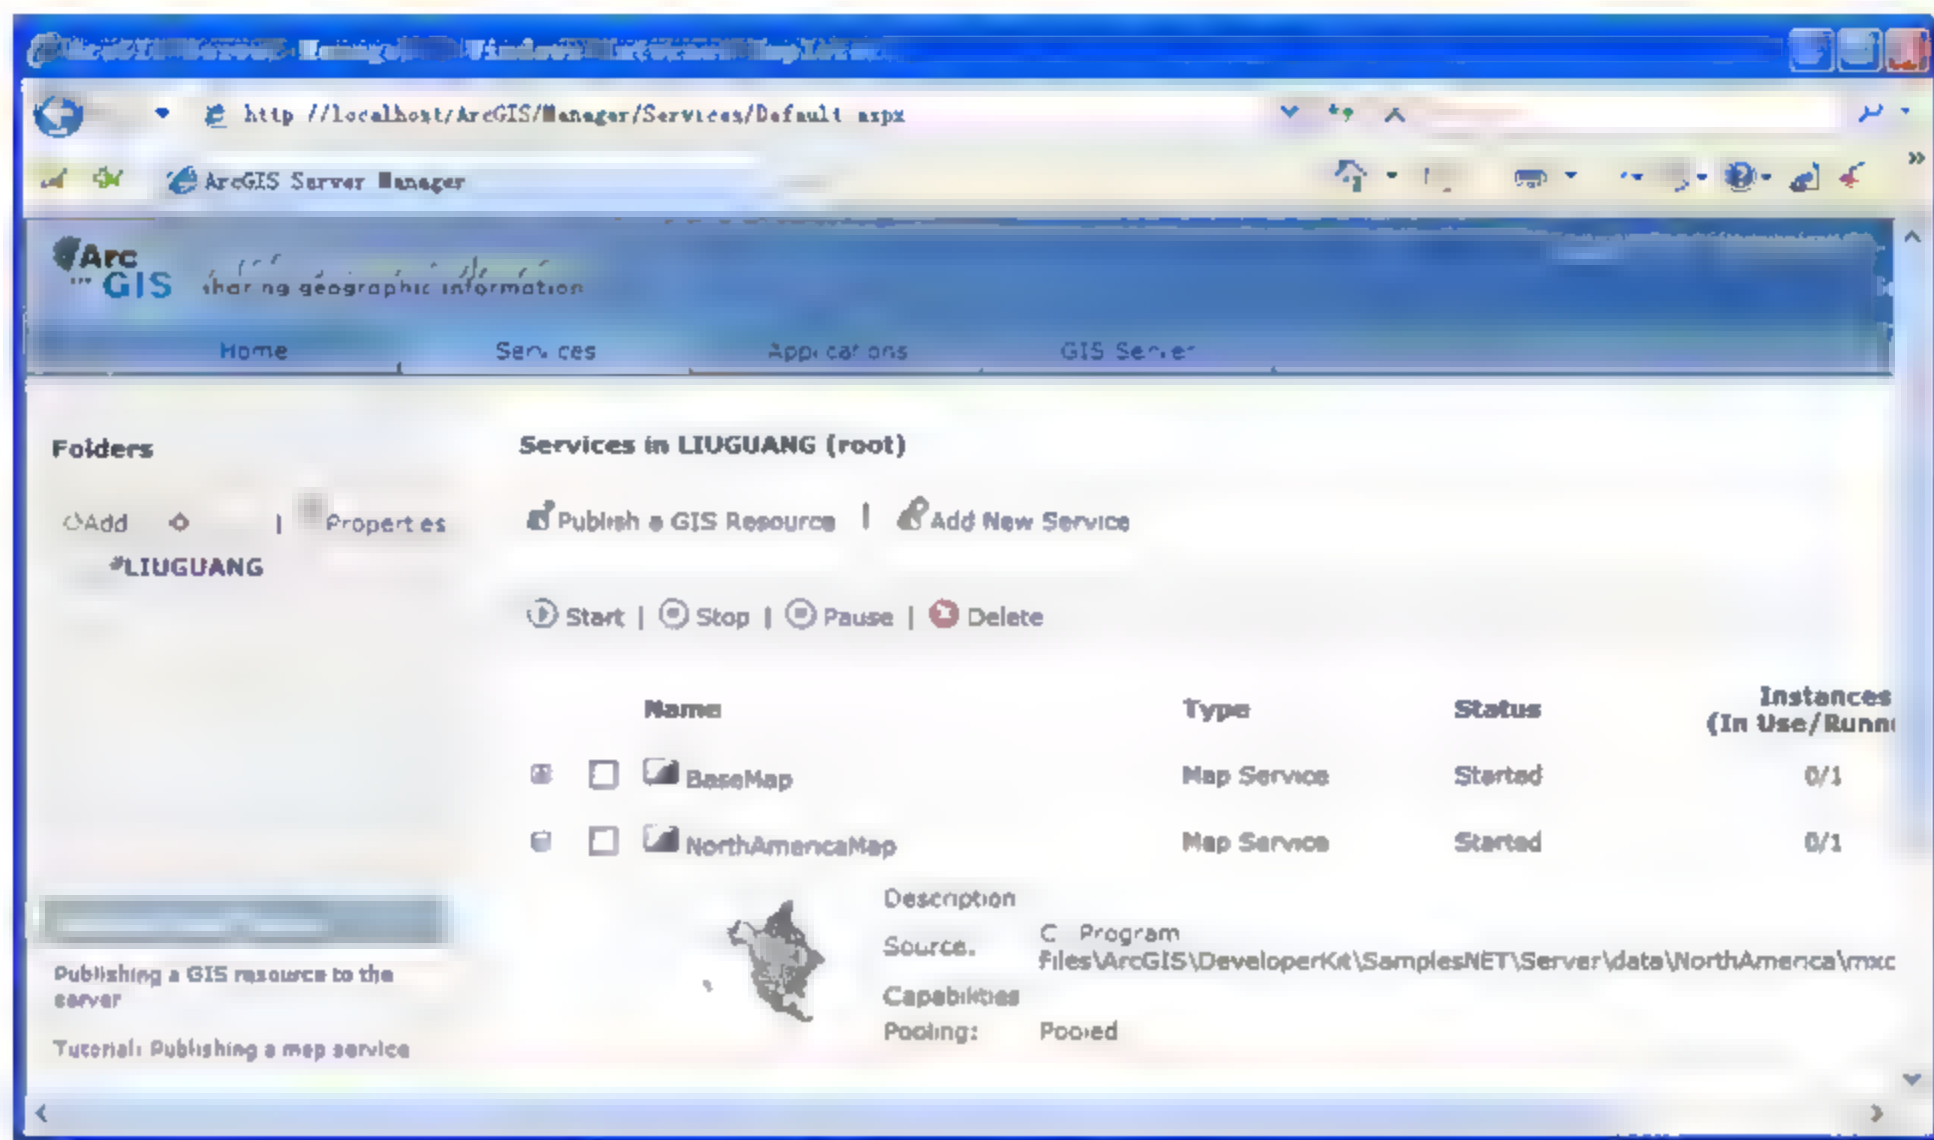 http //localhost/ArcGIS/Manager/Services/Default aspx
ArcGIS Server Manager
Arc
GIS
sharing geographic information
Home Services Applications GIS Server
Folders
Add | Properties
LIUGUANG
Services in LIUGUANG (root)
Publish a GIS Resource | Add New Service
Start | Stop | Pause | Delete
Name Type Status Instances
(In Use/Runn
BaseMap Map Service Started 0/1
NorthAmericaMap Map Service Started 0/1
Description
Source. C Program
Files\ArcGIS\DeveloperKit\SamplesNET\Server\data\NorthAmerica\mxc
Capabilities
Pooling: Pooled
Publishing a GIS resource to the
server
Tutorial: Publishing a map service